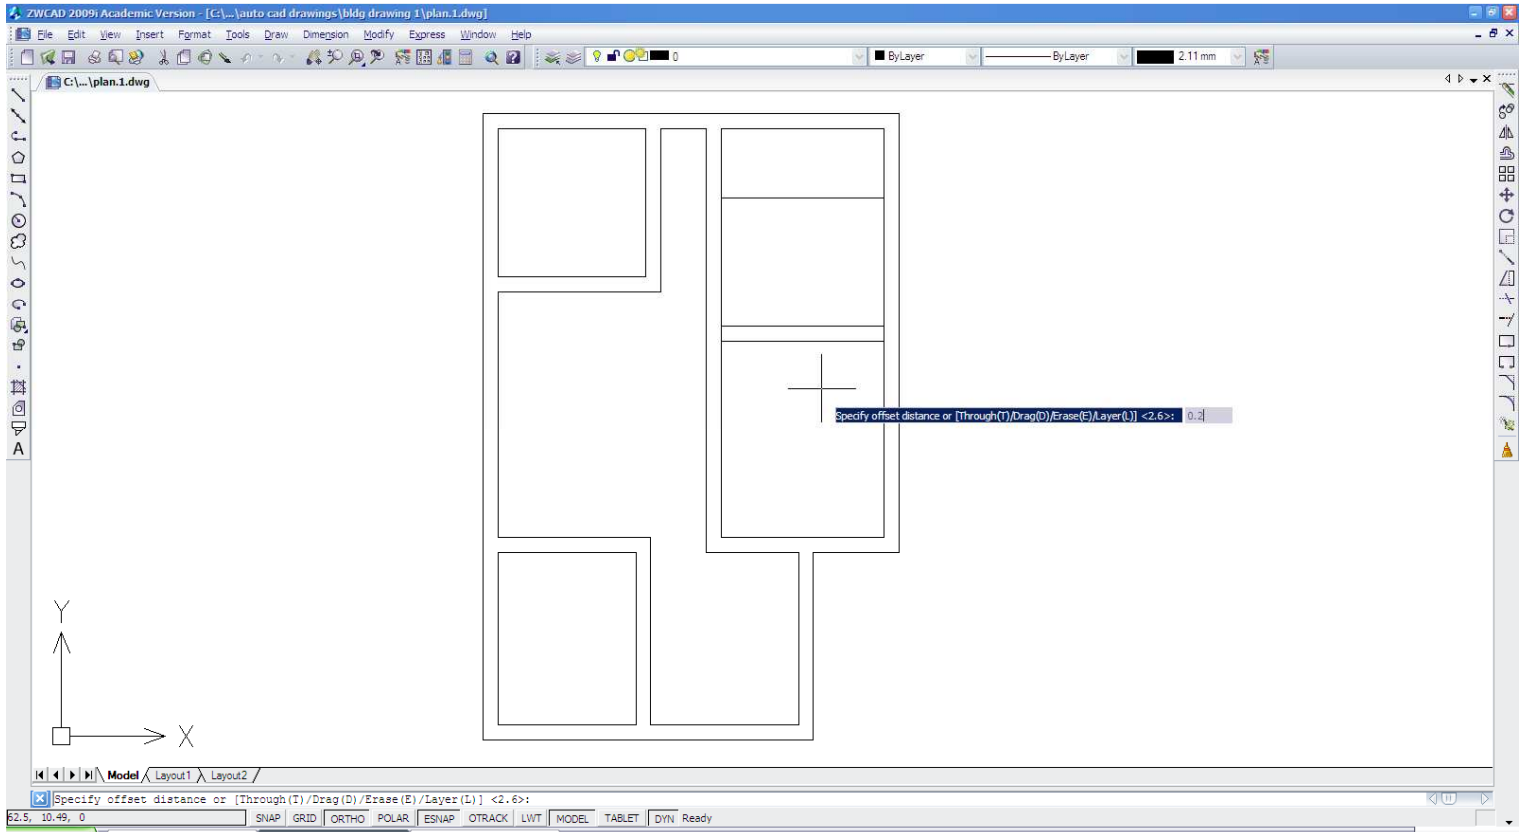 ZWCAD 2009i Academic Version - [C:\...\auto cad drawings\bldg drawing 1\plan.1.dwg]
File Edit View Insert Format Tools Draw Dimension Modify Express Window Help
0 ByLayer ByLayer 2.11 mm
C:\...\plan.1.dwg
Specify offset distance or [Through(T)/Drag(D)/Erase(E)/Layer(L)] <2.6>: 0.2
A
Y
X
Model Layout1 Layout2
Specify offset distance or [Through(T)/Drag(D)/Erase(E)/Layer(L)] <2.6>:
62.5, 10.49, 0 SNAP GRID ORTHO POLAR ESNAP OTRACK LWT MODEL TABLET DYN Ready